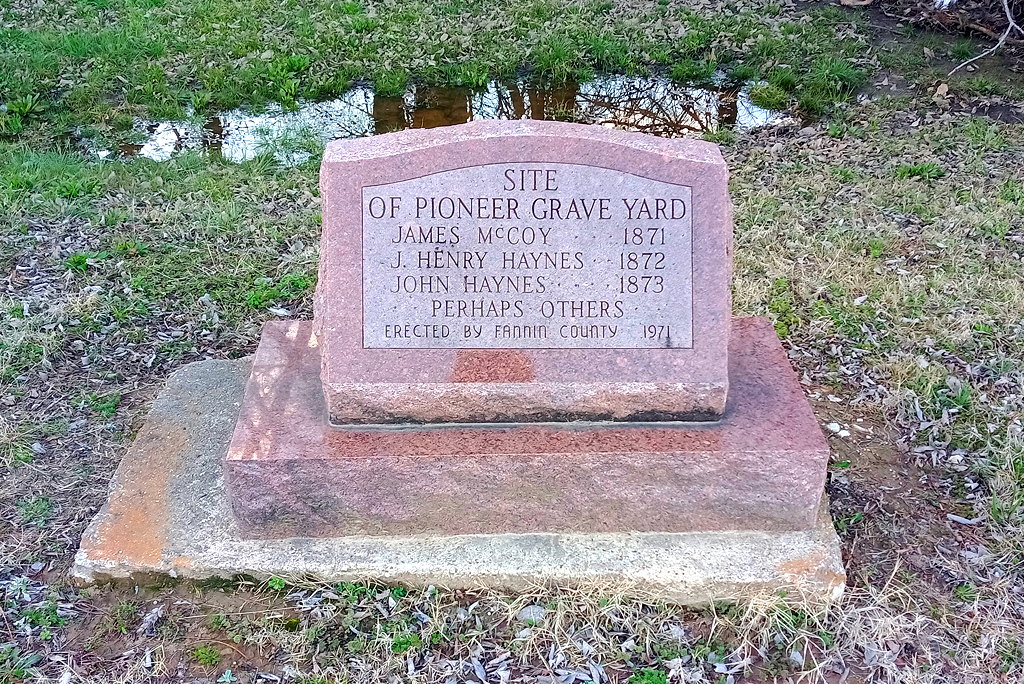 SITE
OF PIONEER GRAVE YARD
JAMES McCOY · · · 1871
J. HENRY HAYNES · · 1872
JOHN HAYNES · · · · 1873
· · PERHAPS OTHERS · ·
ERECTED BY FANNIN COUNTY 1971